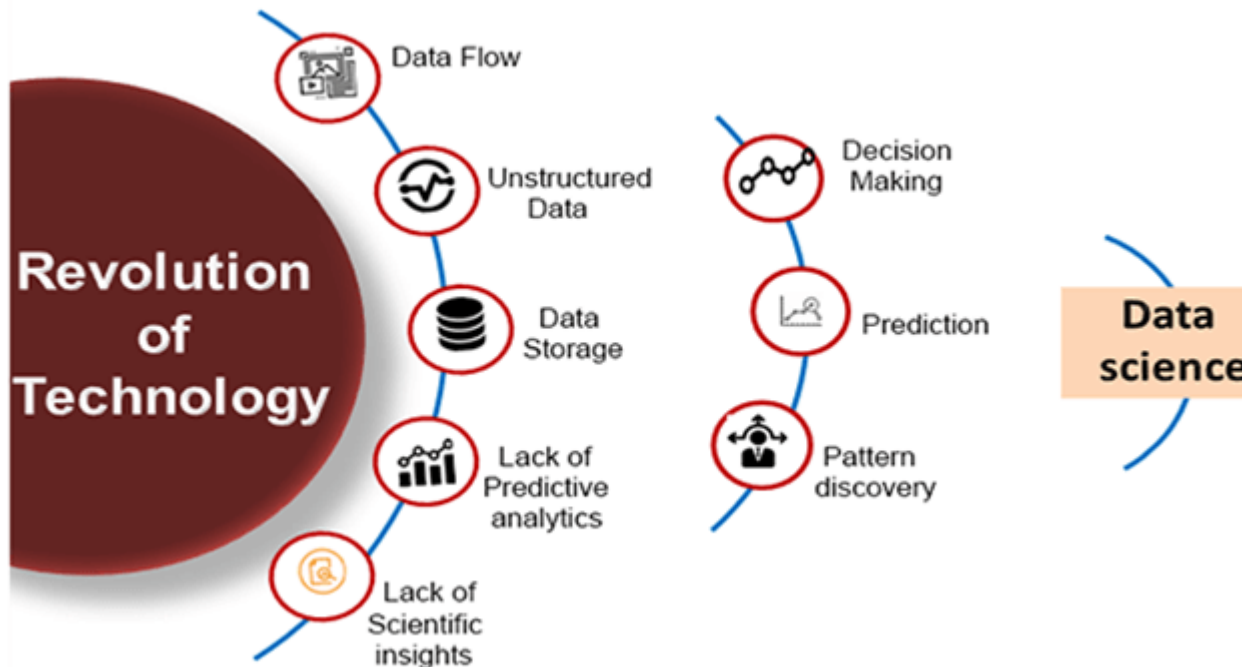 Revolution
of
Technology
Data Flow
Unstructured
Data
Data
Storage
Lack of
Predictive
analytics
Lack of
Scientific
insights
Decision
Making
Prediction
Pattern
discovery
Data
science